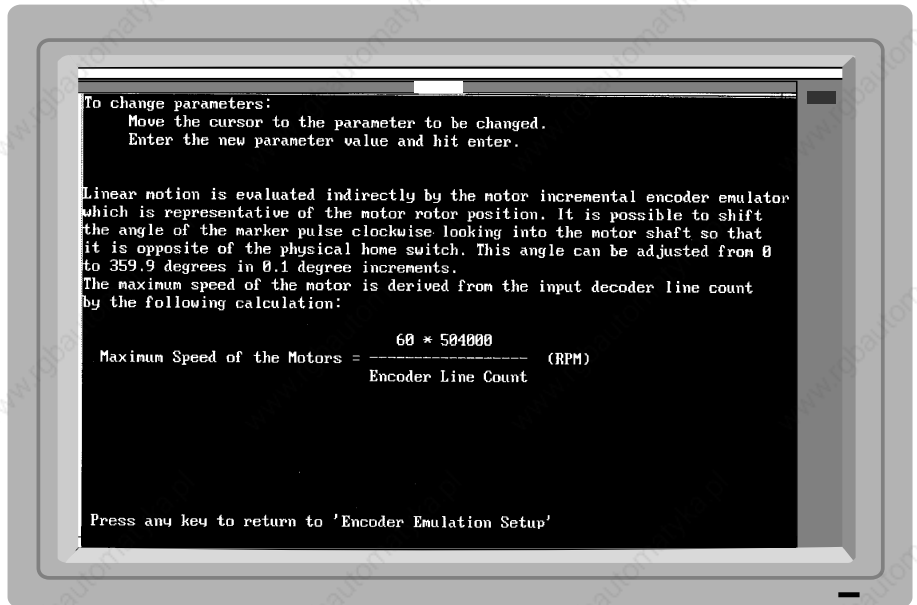 To change parameters:
Move the cursor to the parameter to be changed.
Enter the new parameter value and hit enter.
Linear motion is evaluated indirectly by the motor incremental encoder emulator
which is representative of the motor rotor position. It is possible to shift
the angle of the marker pulse clockwise looking into the motor shaft so that
it is opposite of the physical home switch. This angle can be adjusted from 0
to 359.9 degrees in 0.1 degree increments.
The maximum speed of the motor is derived from the input decoder line count
by the following calculation:
60 * 504000
Maximum Speed of the Motors = ------------------ (RPM)
Encoder Line Count
Press any key to return to 'Encoder Emulation Setup'